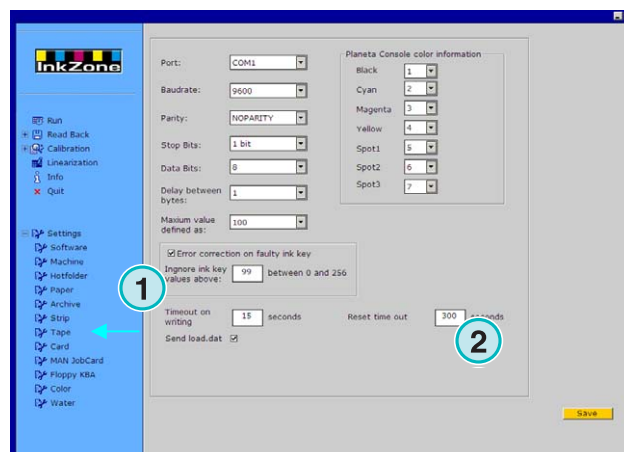 InkZone
Run
Read Back
Calibration
Linearization
Info
Quit
Settings
Software
Machine
Hotfolder
Paper
Archive
Strip
Tape
Card
MAN JobCard
Floppy KBA
Color
Water
1
Port: COM1
Baudrate: 9600
Parity: NOPARITY
Stop Bits: 1 bit
Data Bits: 8
Delay between bytes: 1
Maxium value defined as: 100
Planeta Console color information
Black 1
Cyan 2
Magenta 3
Yellow 4
Spot1 5
Spot2 6
Spot3 7
Error correction on faulty ink key
Ingnore ink key values above: 99 between 0 and 256
Timeout on writing 15 seconds
Reset time out 300 seconds
2
Send load.dat
Save